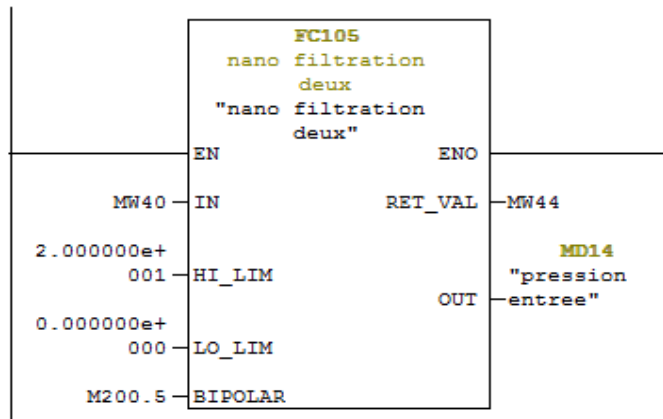 FC105
nano filtration
deux
"nano filtration
deux"
EN ENO
MW40 IN RET_VAL MW44
2.000000e+ MD14
001 HI_LIM "pression
OUT entree"
0.000000e+
000 LO_LIM
M200.5 BIPOLAR